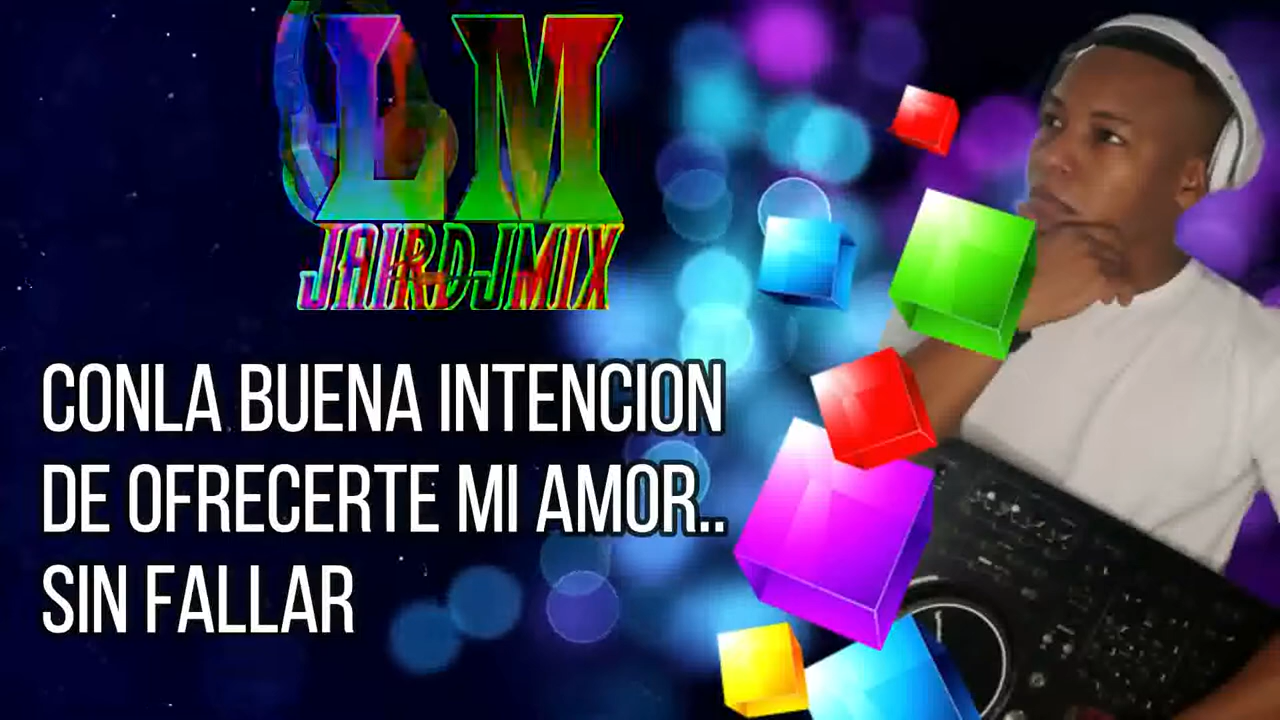 LM
JAIRDJMIX
CONLA BUENA INTENCION
DE OFRECERTE MI AMOR..
SIN FALLAR